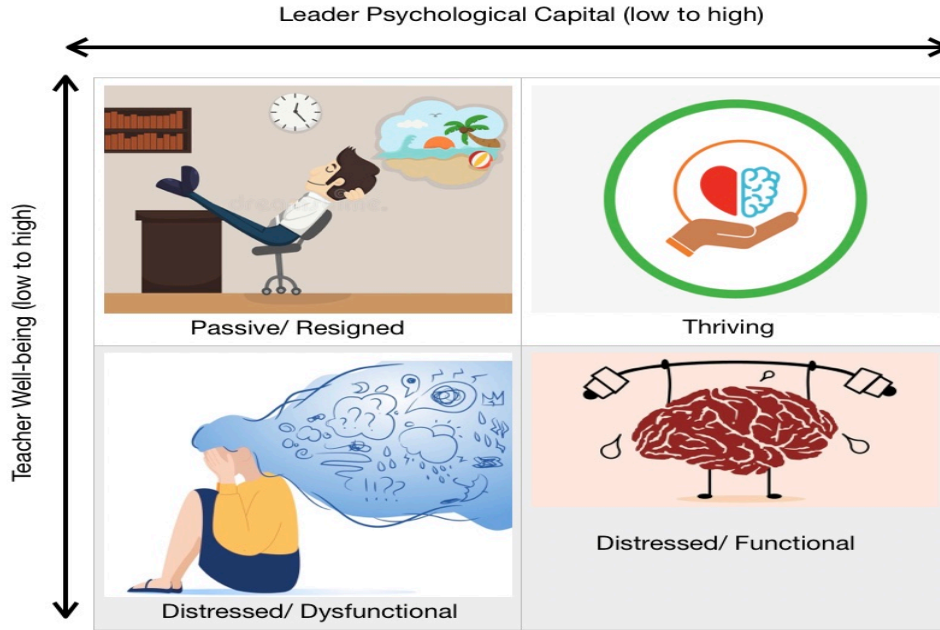 Leader Psychological Capital (low to high)
Teacher Well-being (low to high)
Passive/ Resigned
Thriving
Distressed/ Dysfunctional
Distressed/ Functional